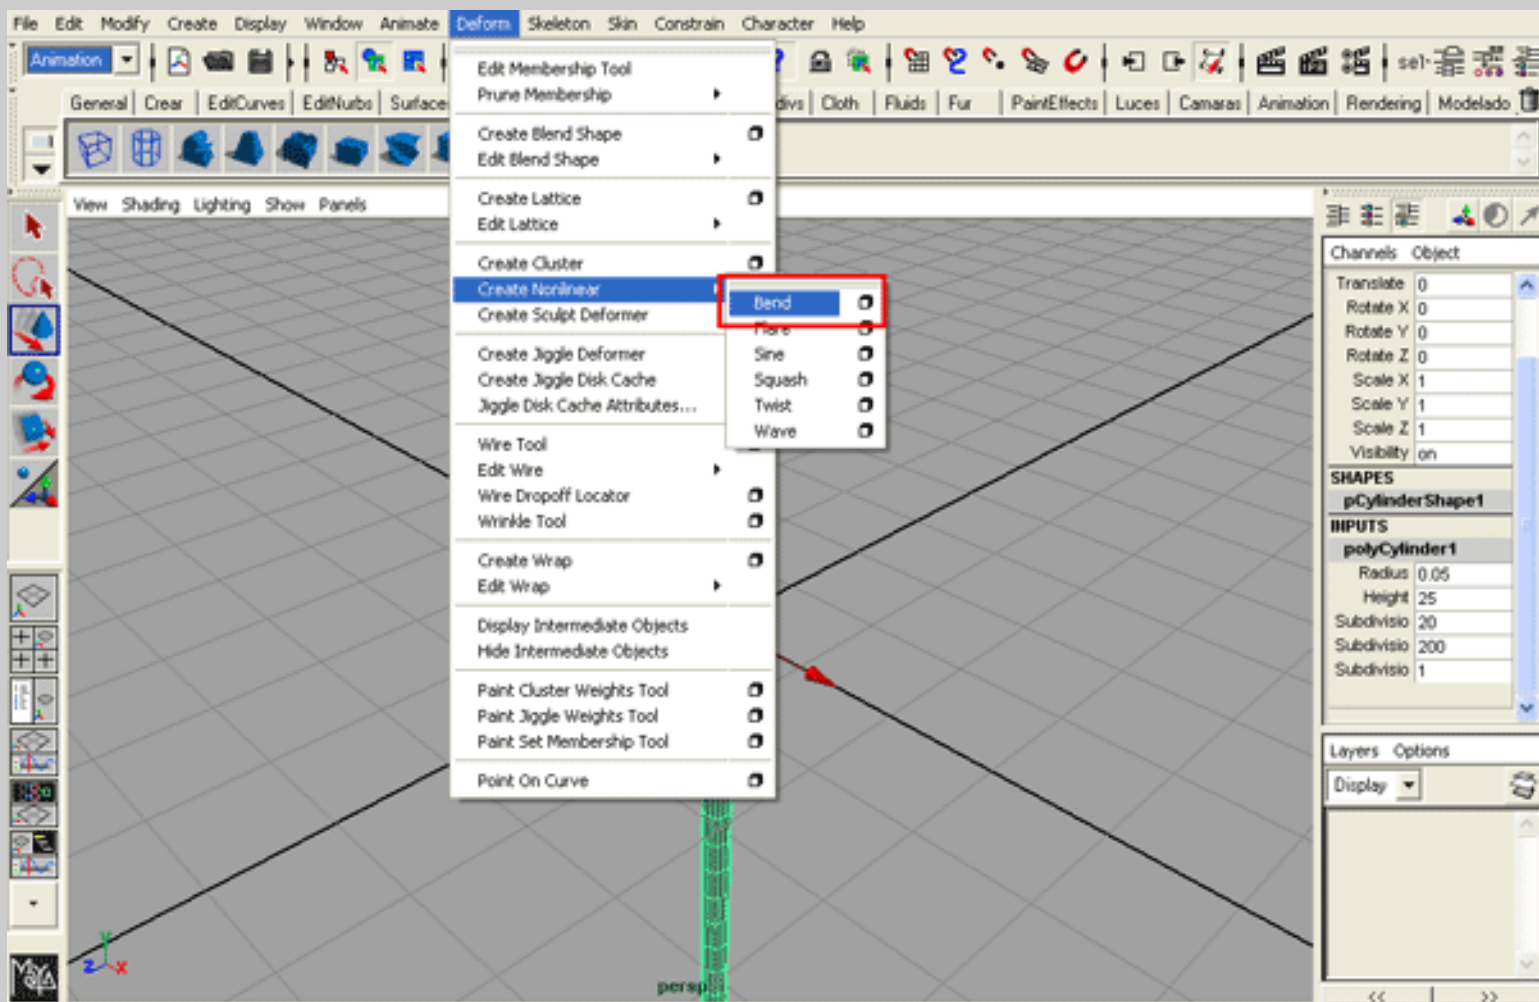 File Edit Modify Create Display Window Animate Deform Skeleton Skin Constrain Character Help
Animation
sel-
General Crear EditCurves EditNurbs Surface
divs Cloth Fluids Fur PaintEffects Luces Camaras Animation Rendering Modelado
View Shading Lighting Show Panels
Edit Membership Tool
Prune Membership
Create Blend Shape
Edit Blend Shape
Create Lattice
Edit Lattice
Create Cluster
Create Nonlinear
Create Sculpt Deformer
Create Jiggle Deformer
Create Jiggle Disk Cache
Jiggle Disk Cache Attributes...
Wire Tool
Edit Wire
Wire Dropoff Locator
Wrinkle Tool
Create Wrap
Edit Wrap
Display Intermediate Objects
Hide Intermediate Objects
Paint Cluster Weights Tool
Paint Jiggle Weights Tool
Paint Set Membership Tool
Point On Curve
Bend
Flare
Sine
Squash
Twist
Wave
Channels Object
Translate 0
Rotate X 0
Rotate Y 0
Rotate Z 0
Scale X 1
Scale Y 1
Scale Z 1
Visibility on
SHAPES
pCylinderShape1
INPUTS
polyCylinder1
Radius 0.05
Height 25
Subdivisio 20
Subdivisio 200
Subdivisio 1
Layers Options
Display
<< >>
Y
Z X
persp